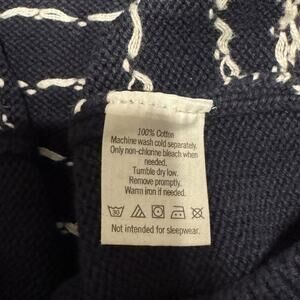 100% Cotton
Machine wash cold separately.
Only non-chlorine bleach when
needed.
Tumble dry low.
Remove promptly.
Warm iron if needed.
30
Not intended for sleepwear.